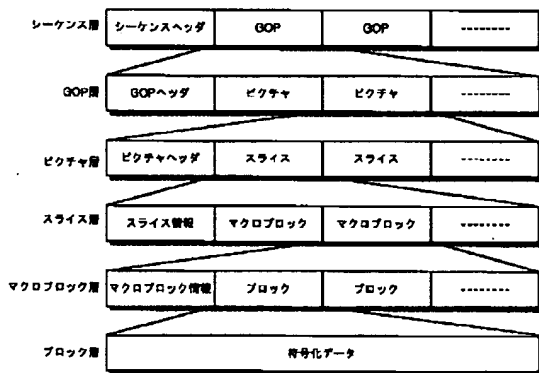 シーケンス層 シーケンスヘッダ GOP GOP --------
GOP層 GOPヘッダ ピクチャ ピクチャ --------
ピクチャ層 ピクチャヘッダ スライス スライス --------
スライス層 スライス情報 マクロブロック マクロブロック --------
マクロブロック層 マクロブロック情報 ブロック ブロック --------
ブロック層 符号化データ